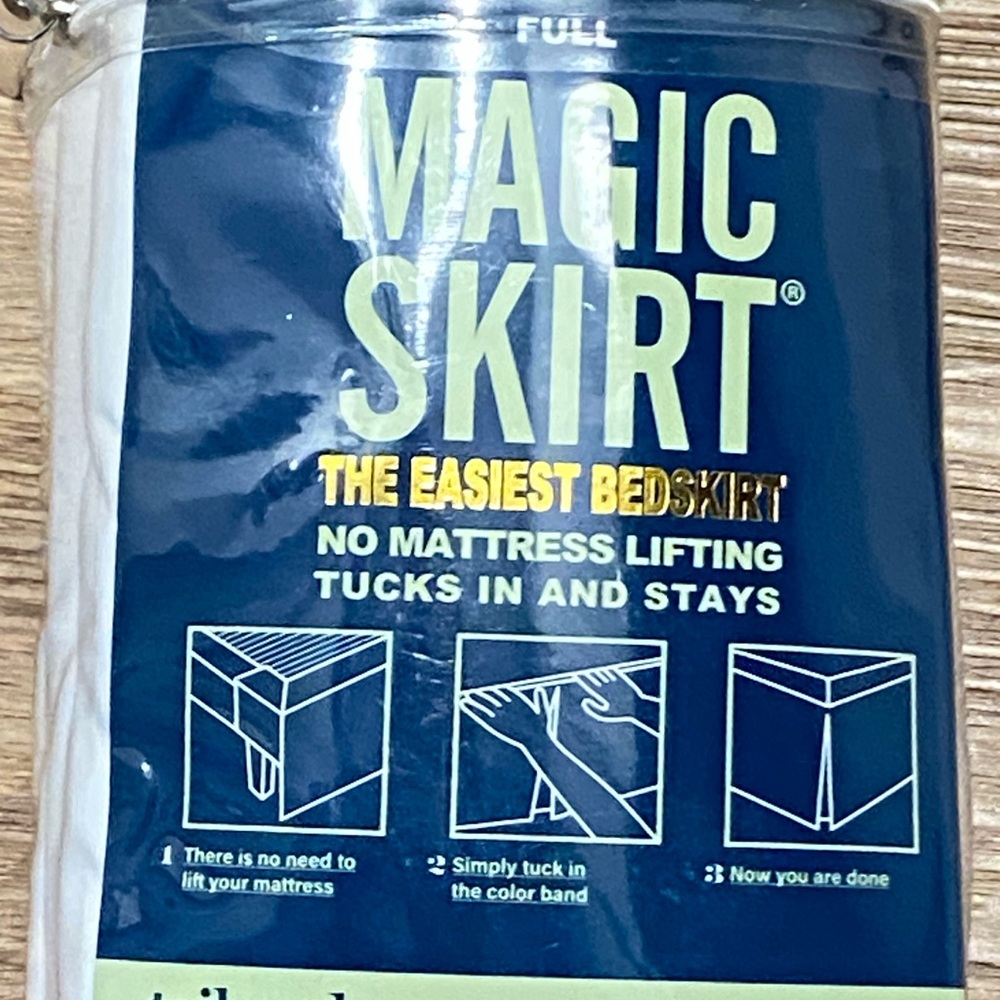 FULL
MAGIC
SKIRT®
THE EASIEST BEDSKIRT
NO MATTRESS LIFTING
TUCKS IN AND STAYS
1 There is no need to
lift your mattress
2 Simply tuck in
the color band
3 Now you are done